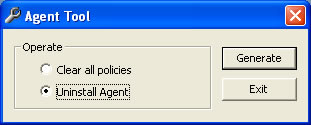 Agent Tool
Operate
Clear all policies
Uninstall Agent
Generate
Exit